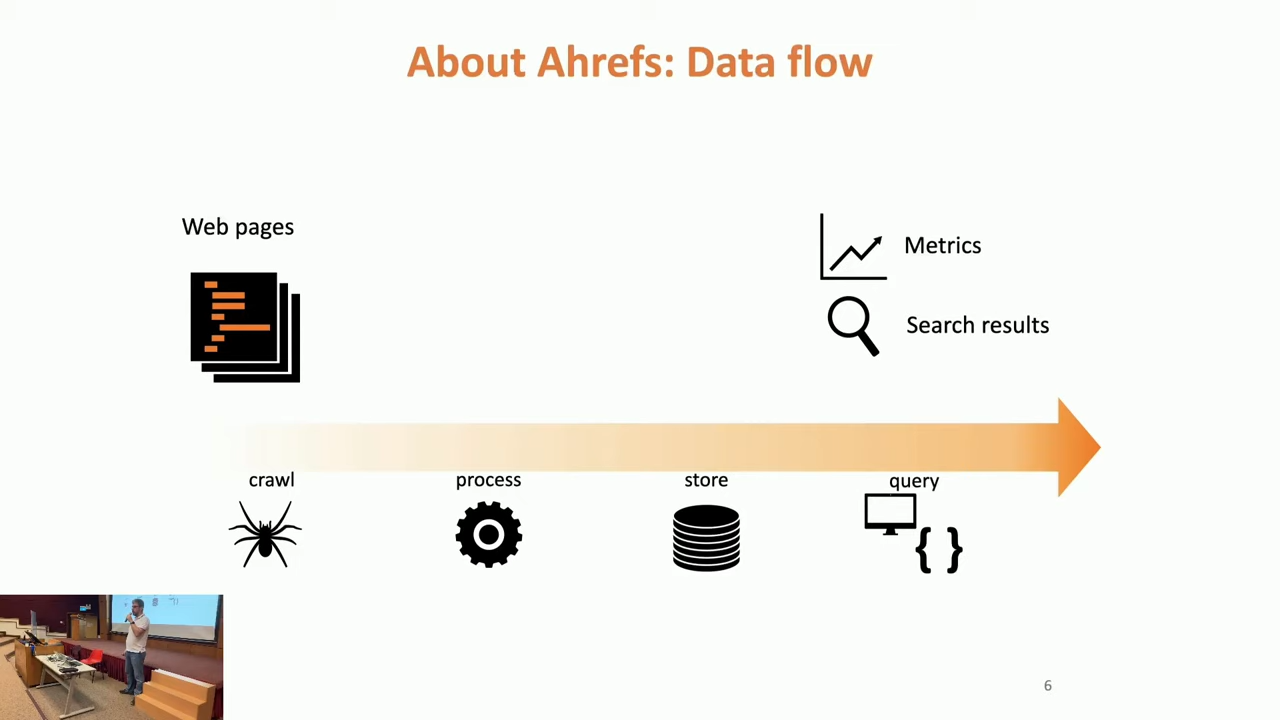 About Ahrefs: Data flow
Web pages
Metrics
Search results
crawl
process
store
query
{ }
6